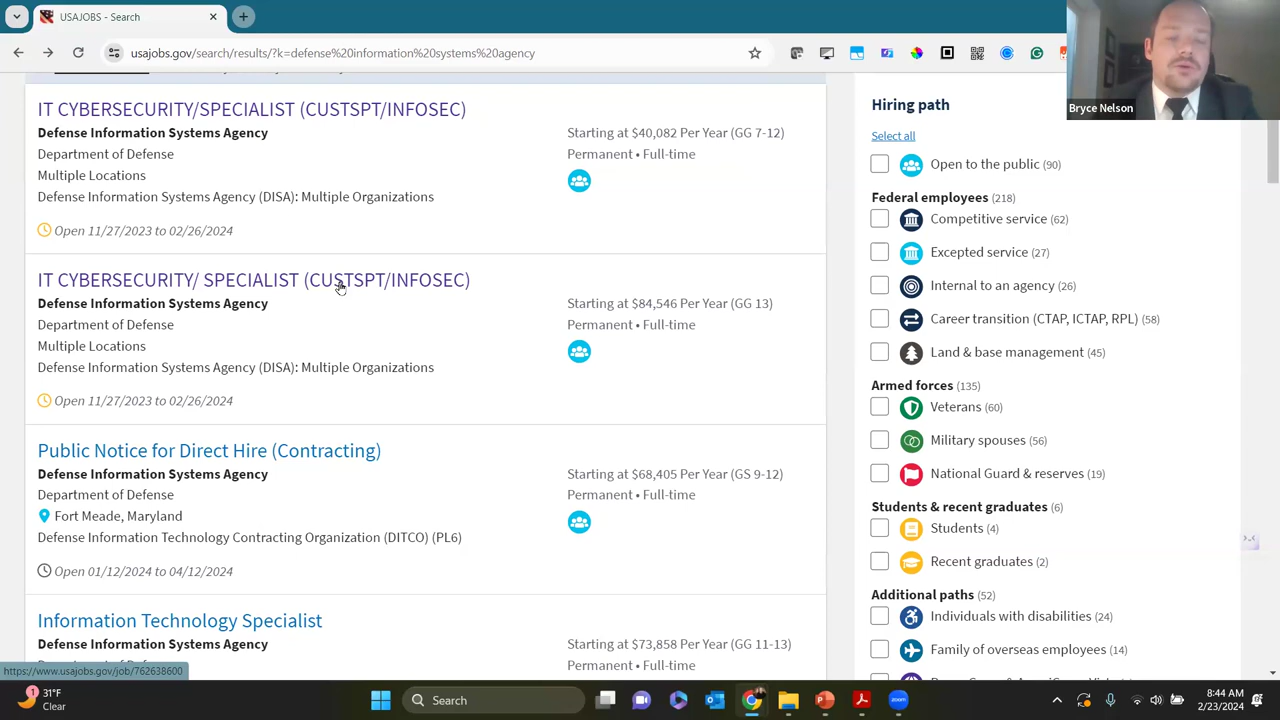 USAJOBS - Search
usajobs.gov/search/results/?k=defense%20information%20systems%20agency
Bryce Nelson
IT CYBERSECURITY/SPECIALIST (CUSTSPT/INFOSEC)
Defense Information Systems Agency
Starting at $40,082 Per Year (GG 7-12)
Department of Defense
Permanent • Full-time
Multiple Locations
Defense Information Systems Agency (DISA): Multiple Organizations
Open 11/27/2023 to 02/26/2024
IT CYBERSECURITY/ SPECIALIST (CUSTSPT/INFOSEC)
Defense Information Systems Agency
Starting at $84,546 Per Year (GG 13)
Department of Defense
Permanent • Full-time
Multiple Locations
Defense Information Systems Agency (DISA): Multiple Organizations
Open 11/27/2023 to 02/26/2024
Public Notice for Direct Hire (Contracting)
Defense Information Systems Agency
Starting at $68,405 Per Year (GS 9-12)
Department of Defense
Permanent • Full-time
Fort Meade, Maryland
Defense Information Technology Contracting Organization (DITCO) (PL6)
Open 01/12/2024 to 04/12/2024
Information Technology Specialist
Defense Information Systems Agency
Starting at $73,858 Per Year (GG 11-13)
Permanent • Full-time
Hiring path
Select all
Open to the public (90)
Federal employees (218)
Competitive service (62)
Excepted service (27)
Internal to an agency (26)
Career transition (CTAP, ICTAP, RPL) (58)
Land & base management (45)
Armed forces (135)
Veterans (60)
Military spouses (56)
National Guard & reserves (19)
Students & recent graduates (6)
Students (4)
Recent graduates (2)
Additional paths (52)
Individuals with disabilities (24)
Family of overseas employees (14)
https://www.usajobs.gov/job/762638600
1
31°F
Clear
Search
zoom
8:44 AM
2/23/2024